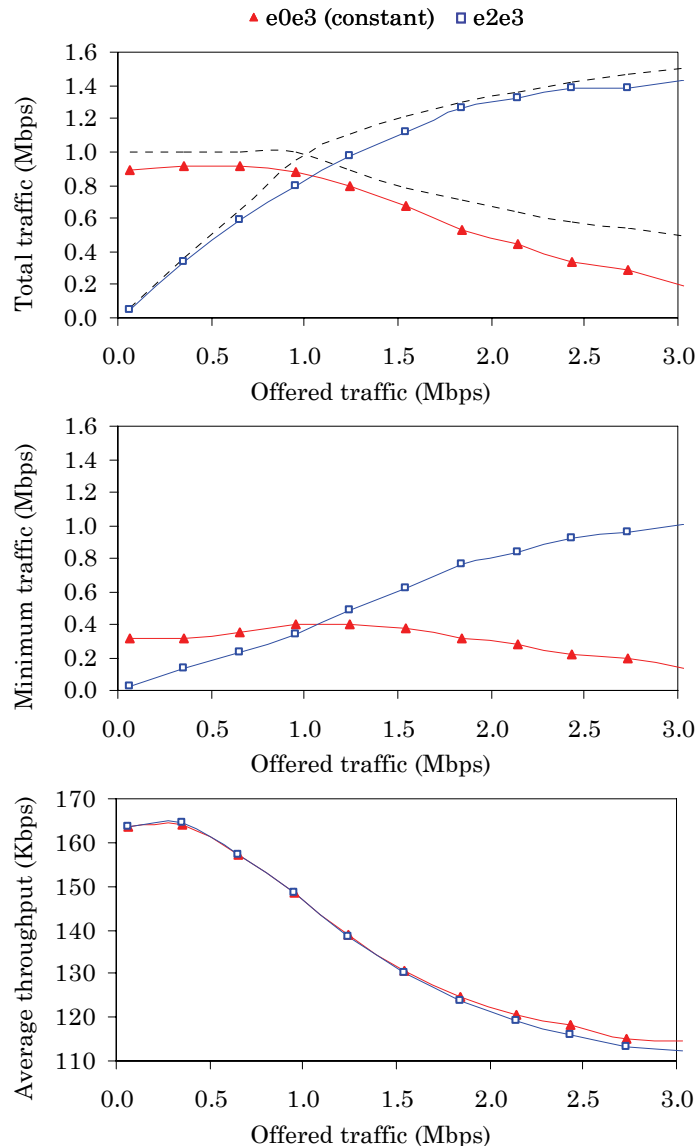 e0e3 (constant) e2e3
Total traffic (Mbps)
1.6
1.4
1.2
1.0
0.8
0.6
0.4
0.2
0.0
0.0 0.5 1.0 1.5 2.0 2.5 3.0
Offered traffic (Mbps)
Minimum traffic (Mbps)
1.6
1.4
1.2
1.0
0.8
0.6
0.4
0.2
0.0
0.0 0.5 1.0 1.5 2.0 2.5 3.0
Offered traffic (Mbps)
Average throughput (Kbps)
170
160
150
140
130
120
110
0.0 0.5 1.0 1.5 2.0 2.5 3.0
Offered traffic (Mbps)